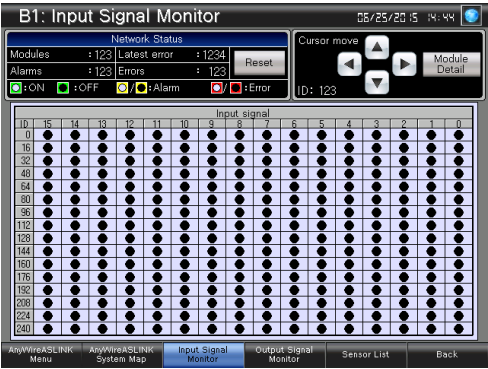 B1: Input Signal Monitor 06/25/2015 14:44
Network Status
Modules : 123 Latest error : 1234
Alarms : 123 Errors : 123
Reset
:ON :OFF / :Alarm / :Error
Cursor move
ID: 123
Module
Detail
Input signal
ID 15 14 13 12 11 10 9 8 7 6 5 4 3 2 1 0
0
16
32
48
64
80
96
112
128
144
160
176
192
208
224
240
AnyWireASLINK
Menu
AnyWireASLINK
System Map
Input Signal
Monitor
Output Signal
Monitor
Sensor List
Back